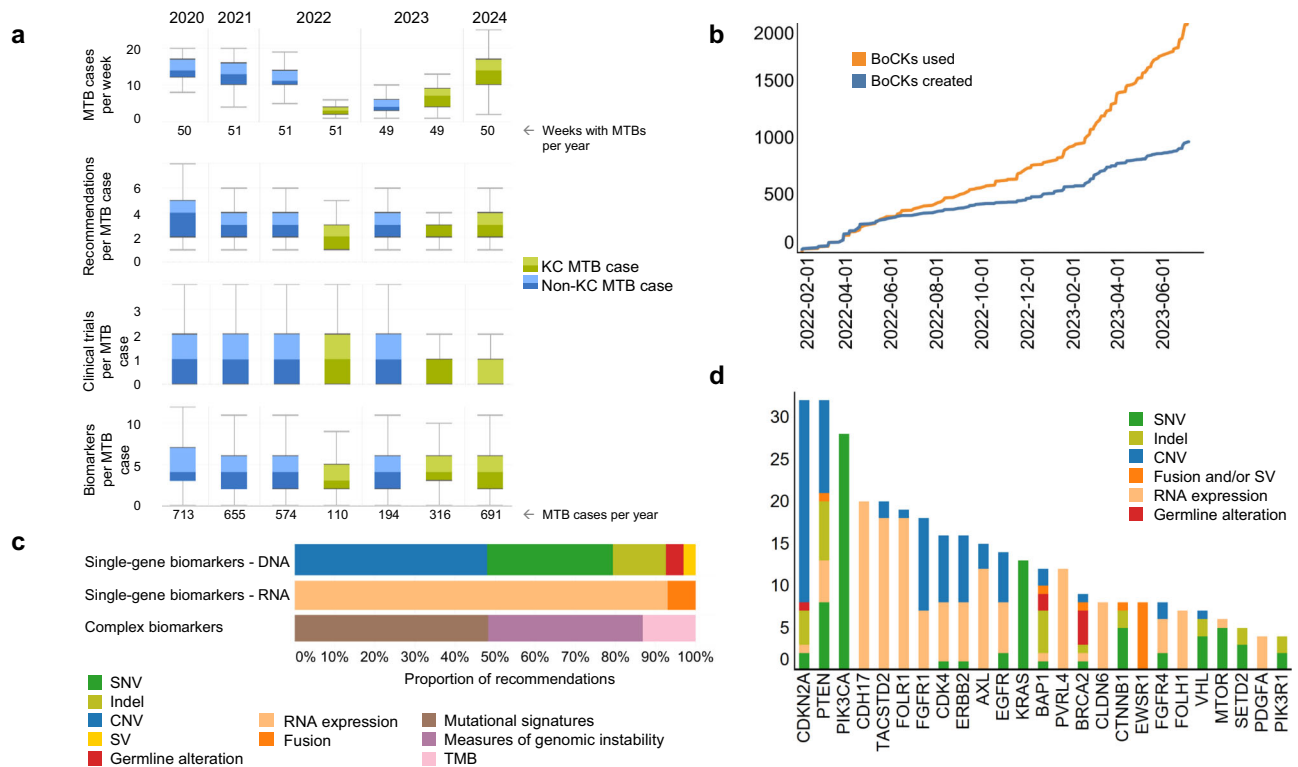 a
2020 2021 2022 2023 2024
MTB cases
per week
20
10
0
50 51 51 51 49 49 50
← Weeks with MTBs
per year
Recommendations
per MTB case
6
4
2
0
KC MTB case
Non-KC MTB case
Clinical trials
per MTB
case
3
2
1
0
Biomarkers
per MTB
case
10
5
0
713 655 574 110 194 316 691
← MTB cases per year
b
2000
1500
1000
500
0
BoCKs used
BoCKs created
2022-02-01
2022-04-01
2022-06-01
2022-08-01
2022-10-01
2022-12-01
2023-02-01
2023-04-01
2023-06-01
c
Single-gene biomarkers - DNA
Single-gene biomarkers - RNA
Complex biomarkers
0% 10% 20% 30% 40% 50% 60% 70% 80% 90% 100%
Proportion of recommendations
SNV
Indel
CNV
SV
Germline alteration
RNA expression
Fusion
Mutational signatures
Measures of genomic instability
TMB
d
30
25
20
15
10
5
0
SNV
Indel
CNV
Fusion and/or SV
RNA expression
Germline alteration
CDKN2A
PTEN
PIK3CA
CDH17
TACSTD2
FOLR1
FGFR1
CDK4
ERBB2
AXL
EGFR
KRAS
BAP1
PVRL4
BRCA2
CLDN6
CTNNB1
EWSR1
FGFR4
FOLH1
VHL
MTOR
SETD2
PDGFA
PIK3R1